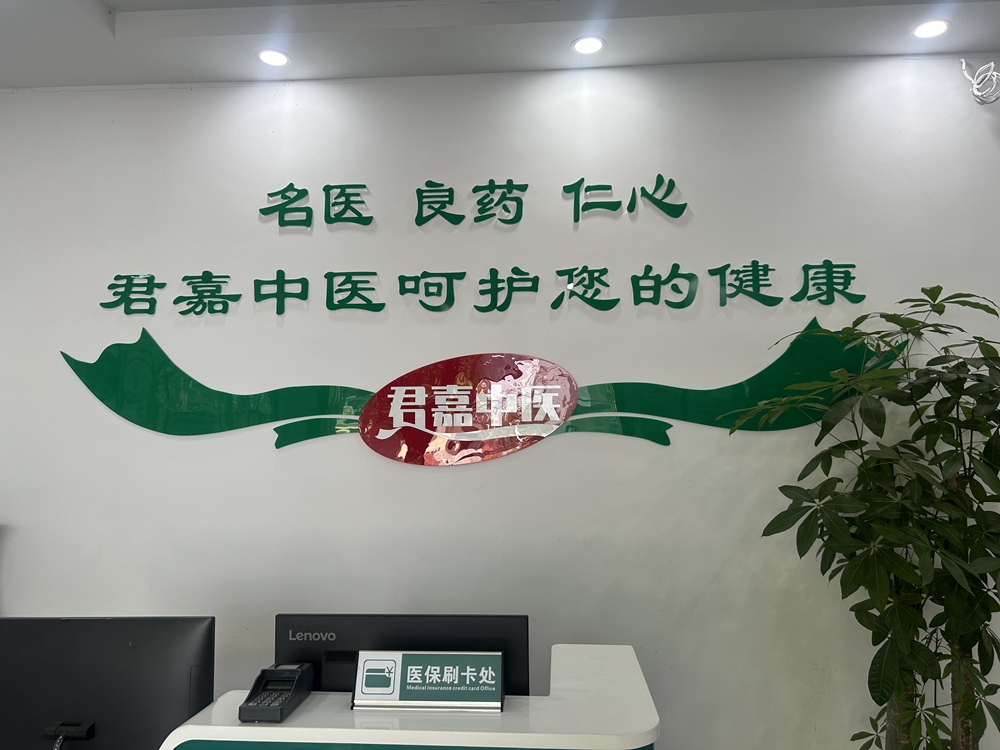 名医 良药 仁心
君嘉中医呵护您的健康
君嘉中医
Lenovo
医保刷卡处
Medical insurance credit card Office